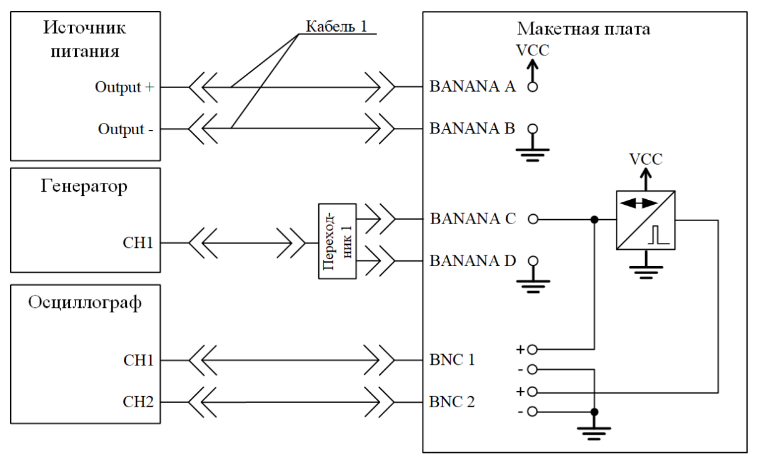 Источник
питания
Output +
Output -
Кабель 1
Макетная плата
VCC
BANANA A
BANANA B
Генератор
CH1
Переход-
ник 1
BANANA C
BANANA D
VCC
Осциллограф
CH1
CH2
BNC 1
BNC 2
+
-
+
-